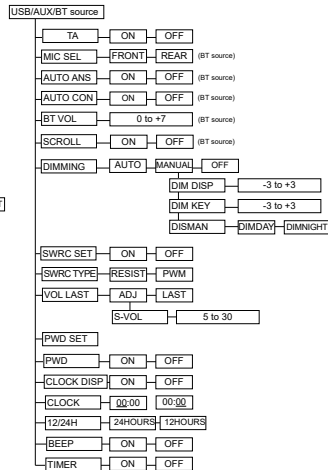 USB/AUX/BT source
TA ON OFF
MIC SEL FRONT REAR (BT source)
AUTO ANS ON OFF (BT source)
AUTO CON ON OFF (BT source)
BT VOL 0 to +7 (BT source)
SCROLL ON OFF (BT source)
DIMMING AUTO MANUAL OFF
DIM DISP -3 to +3
DIM KEY -3 to +3
DISMAN DIMDAY DIMNIGHT
SWRC SET ON OFF
SWRC TYPE RESIST PWM
VOL LAST ADJ LAST
S-VOL 5 to 30
PWD SET
PWD ON OFF
CLOCK DISP ON OFF
CLOCK 00:00 00:00
12/24H 24HOURS 12HOURS
BEEP ON OFF
TIMER ON OFF